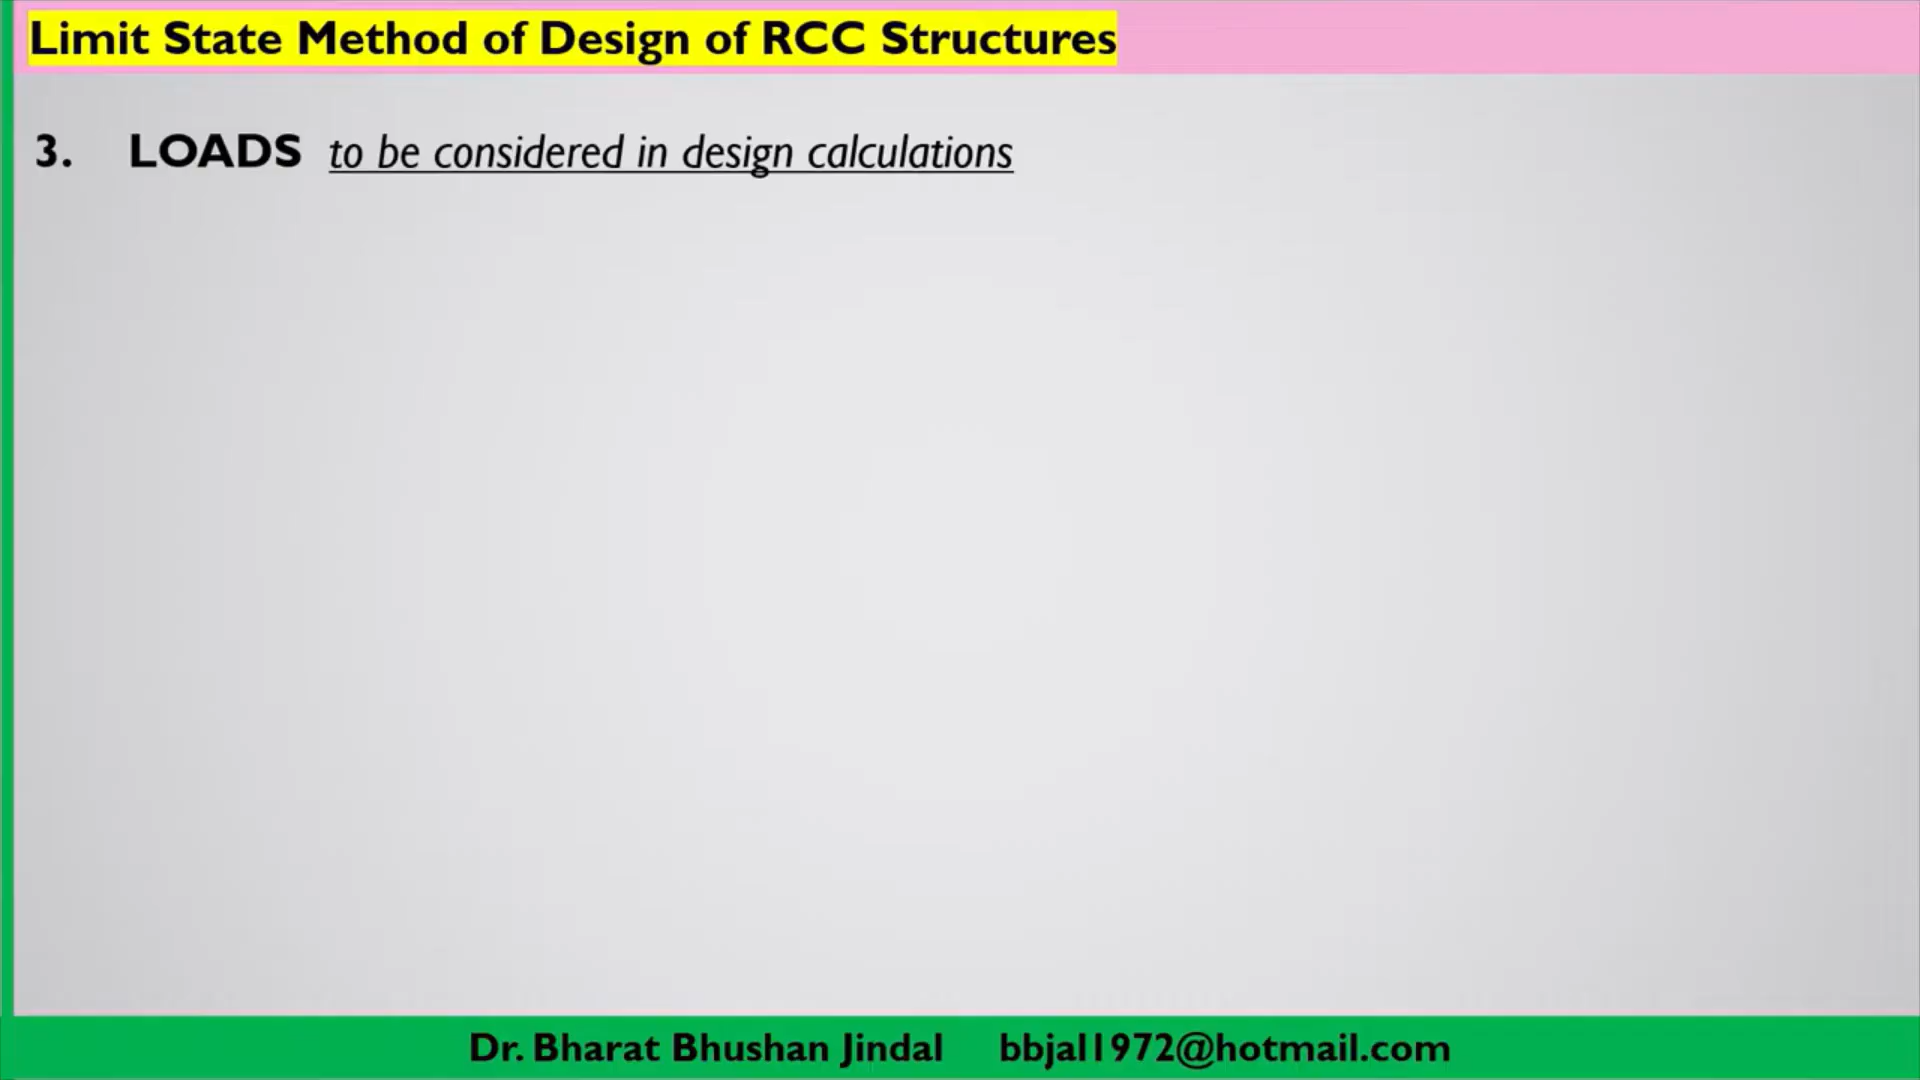 Limit State Method of Design of RCC Structures
3. LOADS to be considered in design calculations
Dr. Bharat Bhushan Jindal bbjal1972@hotmail.com